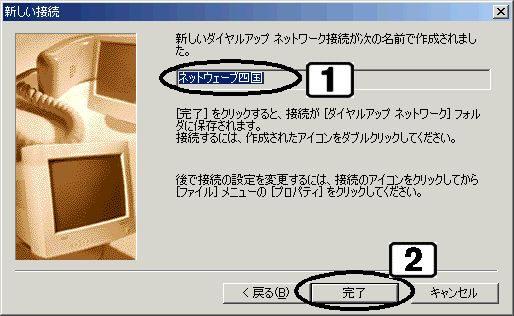 新しい接続
新しいダイヤルアップ ネットワーク接続が次の名前で作成されまし
た。
ネットウェーブ四国
1
[完了] をクリックすると、接続が [ダイヤルアップ ネットワーク] フォル
ダに保存されます。
接続するには、作成されたアイコンをダブルクリックしてください。
後で接続の設定を変更するには、接続のアイコンをクリックしてから
[ファイル] メニューの [プロパティ] をクリックしてください。
2
< 戻る(B) 完了 キャンセル